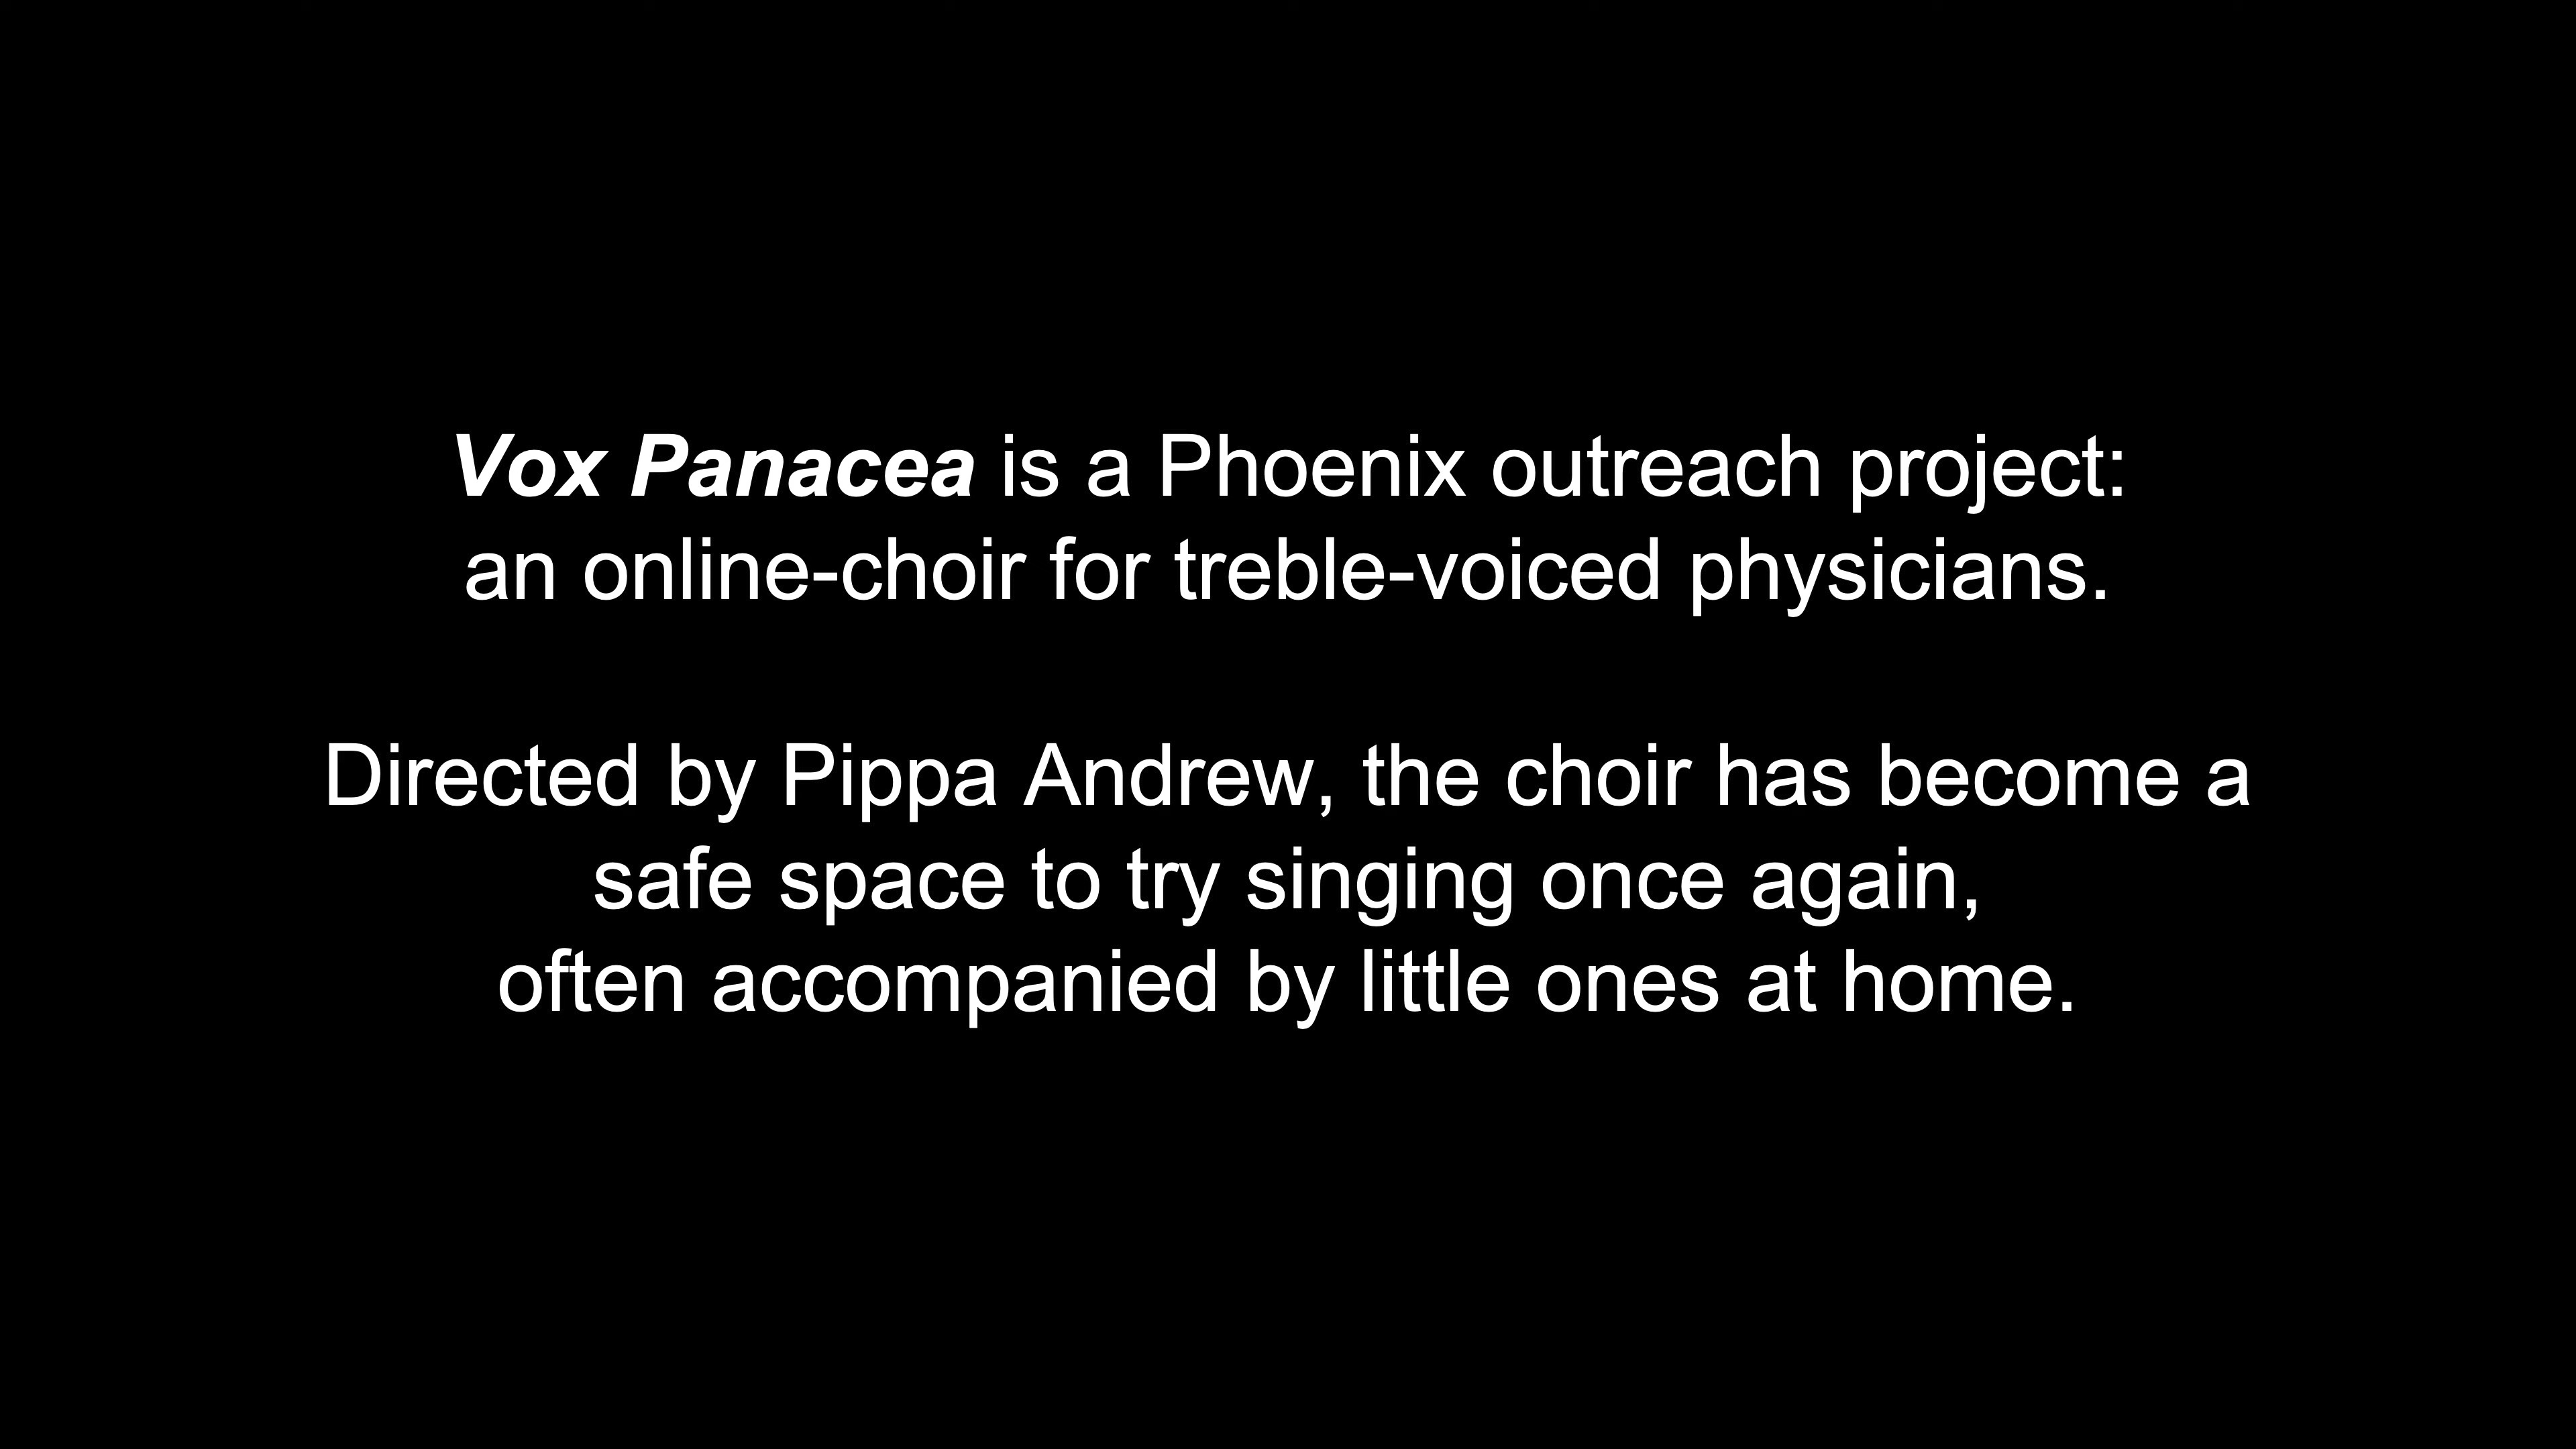 Vox Panacea is a Phoenix outreach project:
an online-choir for treble-voiced physicians.
Directed by Pippa Andrew, the choir has become a
safe space to try singing once again,
often accompanied by little ones at home.